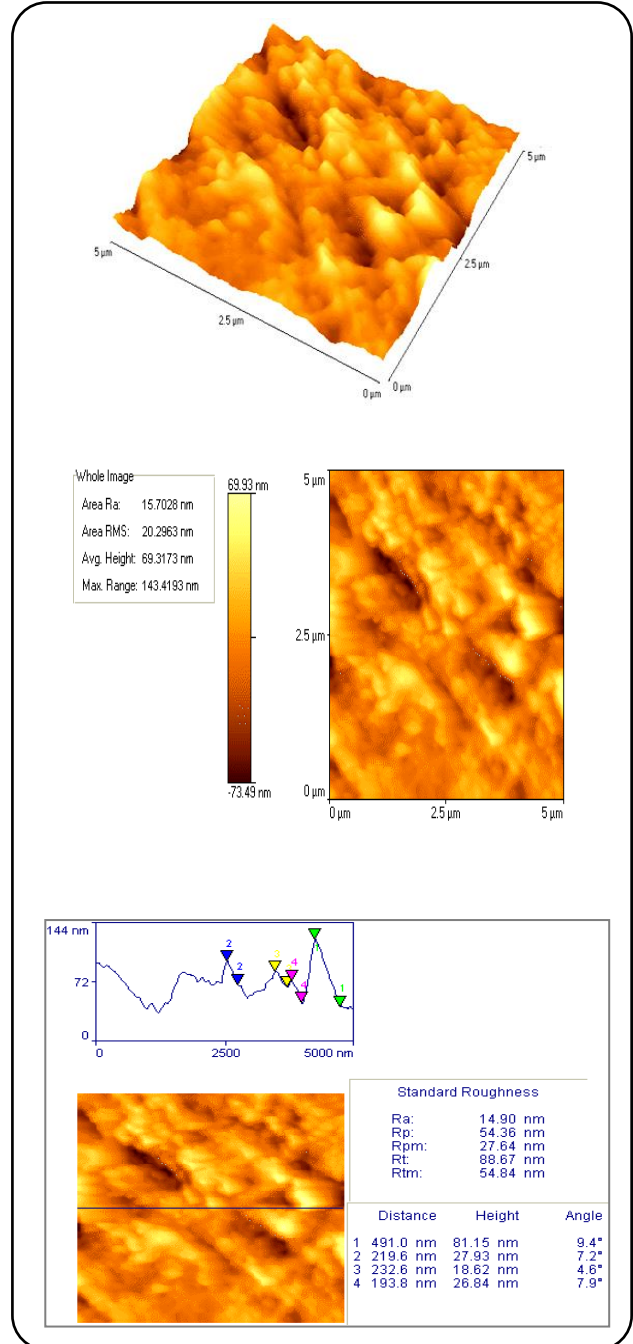 5 µm
5 µm
2.5 µm
2.5 µm
0 µm
0 µm
Whole Image
Area Ra: 15.7028 nm
Area RMS: 20.2963 nm
Avg. Height: 69.3173 nm
Max. Range: 143.4193 nm
69.93 nm
-73.49 nm
5 µm
2.5 µm
0 µm
0 µm 2.5 µm 5 µm
144 nm
72
0
2 2 4 4 1
0 2500 5000 nm
Standard Roughness
Ra: 14.90 nm
Rp: 54.36 nm
Rpm: 27.64 nm
Rt: 88.67 nm
Rtm: 54.84 nm
Distance Height Angle
1 491.0 nm 81.15 nm 9.4°
2 219.6 nm 27.93 nm 7.2°
3 232.6 nm 18.62 nm 4.6°
4 193.8 nm 26.84 nm 7.9°